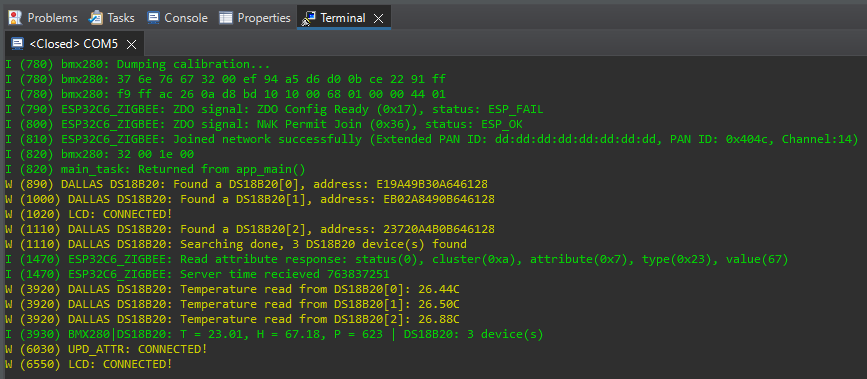 Problems Tasks Console Properties Terminal
<Closed> COM5
I (780) bmx280: Dumping calibration...
I (780) bmx280: 37 6e 76 67 32 00 ef 94 a5 d6 d0 0b ce 22 91 ff
I (780) bmx280: f9 ff ac 26 0a d8 bd 10 10 00 68 01 00 00 44 01
I (790) ESP32C6_ZIGBEE: ZDO signal: ZDO Config Ready (0x17), status: ESP_FAIL
I (800) ESP32C6_ZIGBEE: ZDO signal: NWK Permit Join (0x36), status: ESP_OK
I (810) ESP32C6_ZIGBEE: Joined network successfully (Extended PAN ID: dd:dd:dd:dd:dd:dd:dd:dd, PAN ID: 0x404c, Channel:14)
I (820) bmx280: 32 00 1e 00
I (820) main_task: Returned from app_main()
W (890) DALLAS DS18B20: Found a DS18B20[0], address: E19A49B30A646128
W (1000) DALLAS DS18B20: Found a DS18B20[1], address: EB02A8490B646128
W (1020) LCD: CONNECTED!
W (1110) DALLAS DS18B20: Found a DS18B20[2], address: 23720A4B0B646128
W (1110) DALLAS DS18B20: Searching done, 3 DS18B20 device(s) found
I (1470) ESP32C6_ZIGBEE: Read attribute response: status(0), cluster(0xa), attribute(0x7), type(0x23), value(67)
I (1470) ESP32C6_ZIGBEE: Server time recieved 763837251
W (3920) DALLAS DS18B20: Temperature read from DS18B20[0]: 26.44C
W (3920) DALLAS DS18B20: Temperature read from DS18B20[1]: 26.50C
W (3920) DALLAS DS18B20: Temperature read from DS18B20[2]: 26.88C
I (3930) BMX280|DS18B20: T = 23.01, H = 67.18, P = 623 | DS18B20: 3 device(s)
W (6030) UPD_ATTR: CONNECTED!
W (6550) LCD: CONNECTED!